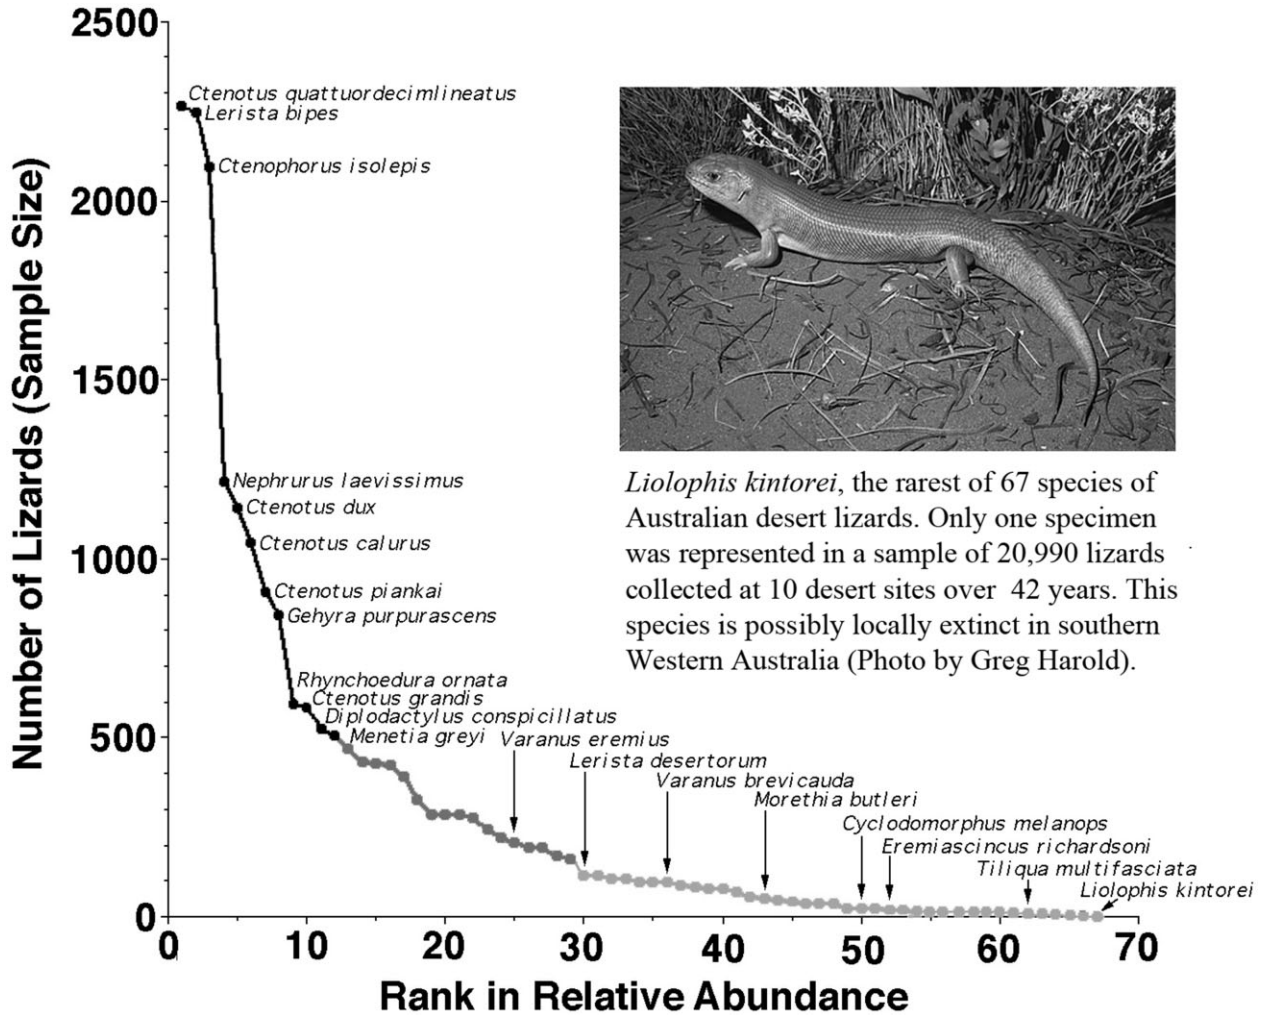 2500
2000
1500
1000
500
0
Number of Lizards (Sample Size)
Ctenotus quattuordecimlineatus
Lerista bipes
Ctenophorus isolepis
Nephrurus laevissimus
Ctenotus dux
Ctenotus calurus
Ctenotus piankai
Gehyra purpurascens
Rhynchoedura ornata
Ctenotus grandis
Diplodactylus conspicillatus
Menetia greyi
Varanus eremius
Lerista desertorum
Varanus brevicauda
Morethia butleri
Cyclodomorphus melanops
Eremiascincus richardsoni
Tiliqua multifasciata
Liolophis kintorei
Liolophis kintorei, the rarest of 67 species of
Australian desert lizards. Only one specimen
was represented in a sample of 20,990 lizards
collected at 10 desert sites over 42 years. This
species is possibly locally extinct in southern
Western Australia (Photo by Greg Harold).
0 10 20 30 40 50 60 70
Rank in Relative Abundance